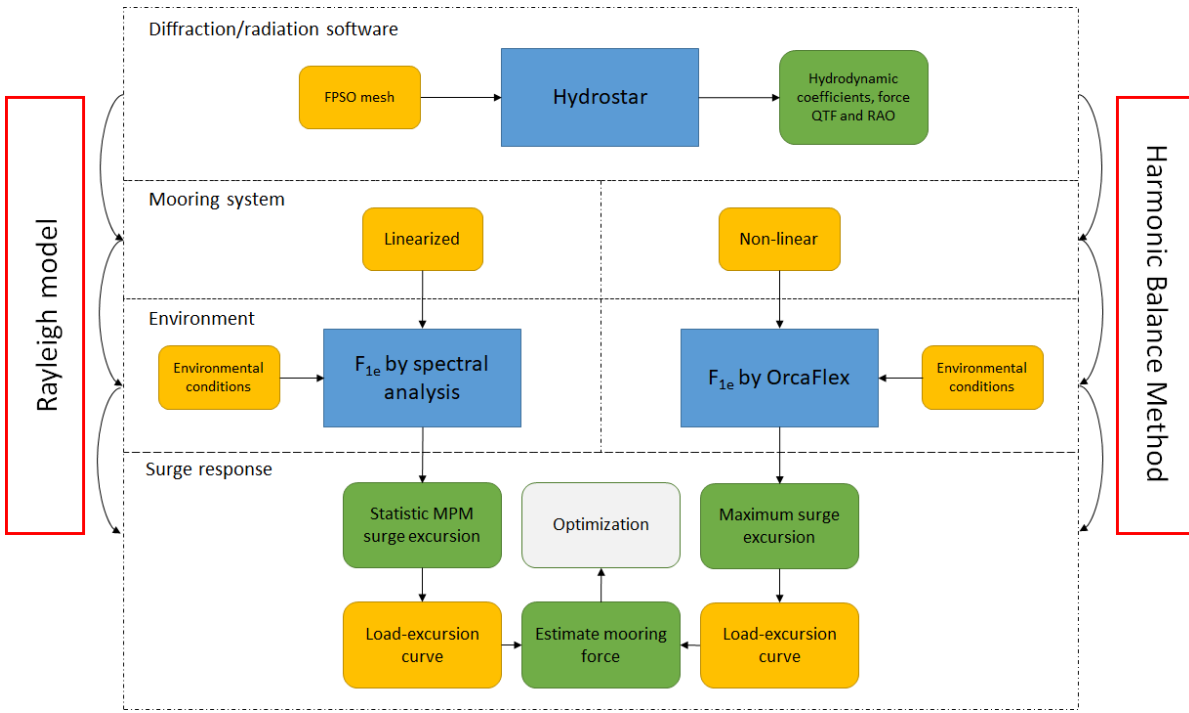 Diffraction/radiation software
FPSO mesh
Hydrostar
Hydrodynamic
coefficients, force
QTF and RAO
Rayleigh model
Harmonic Balance Method
Mooring system
Linearized
Non-linear
Environment
Environmental
conditions
F1e by spectral
analysis
F1e by OrcaFlex
Environmental
conditions
Surge response
Statistic MPM
surge excursion
Optimization
Maximum surge
excursion
Load-excursion
curve
Estimate mooring
force
Load-excursion
curve